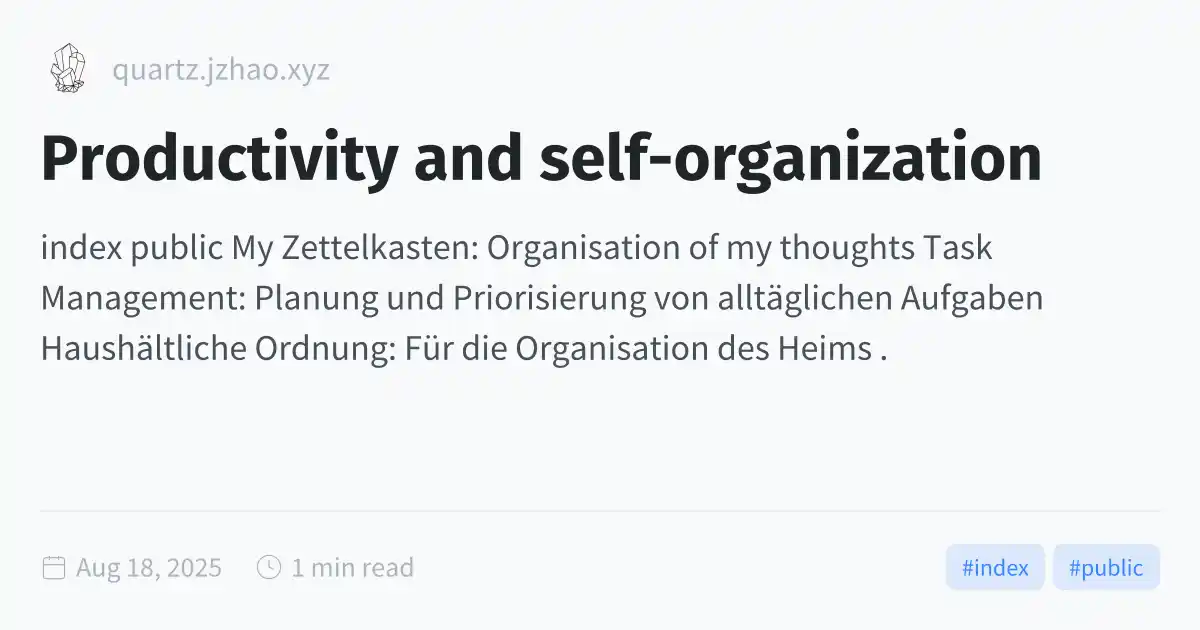 quartz.jzhao.xyz
Productivity and self-organization
index public My Zettelkasten: Organisation of my thoughts Task
Management: Planung und Priorisierung von alltäglichen Aufgaben
Haushältliche Ordnung: Für die Organisation des Heims .
Aug 18, 2025 1 min read #index #public